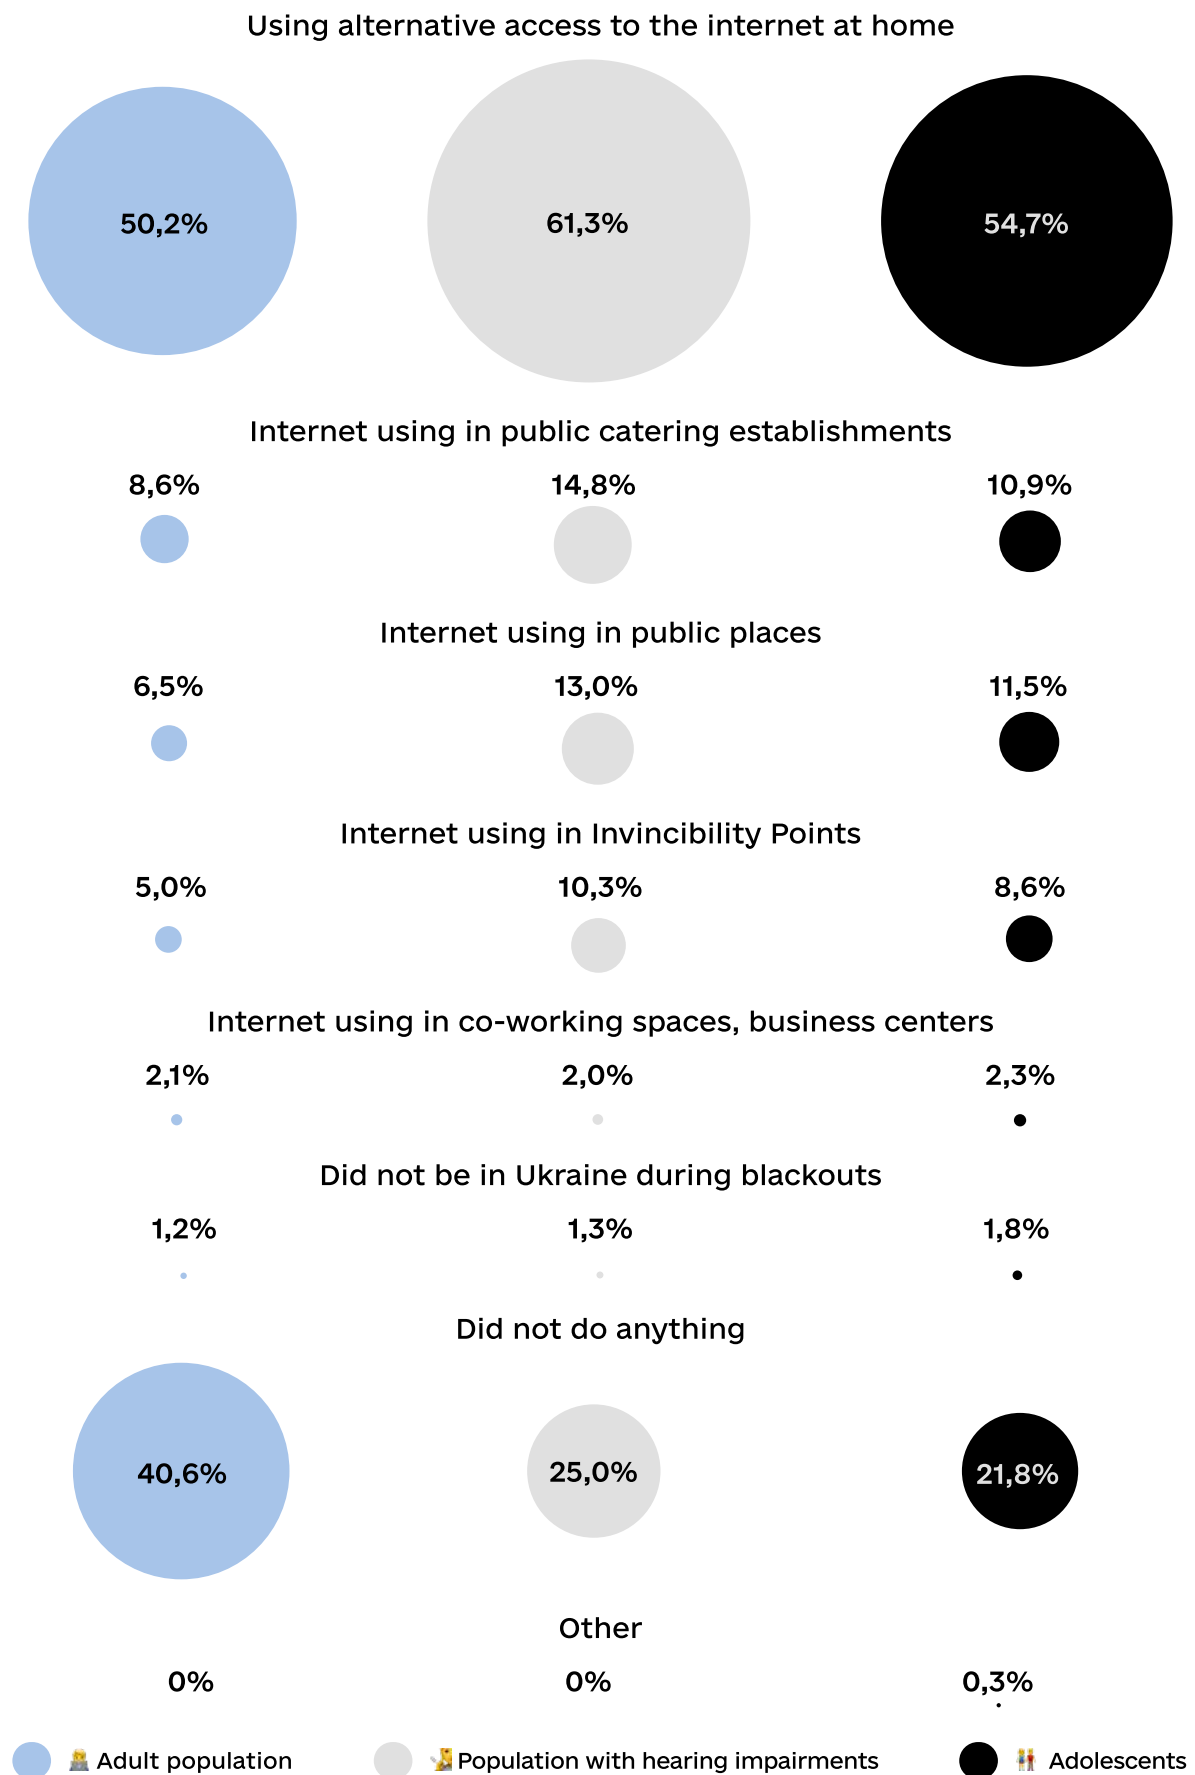 Using alternative access to the internet at home
50,2% 61,3% 54,7%
Internet using in public catering establishments
8,6% 14,8% 10,9%
Internet using in public places
6,5% 13,0% 11,5%
Internet using in Invincibility Points
5,0% 10,3% 8,6%
Internet using in co-working spaces, business centers
2,1% 2,0% 2,3%
Did not be in Ukraine during blackouts
1,2% 1,3% 1,8%
Did not do anything
40,6% 25,0% 21,8%
Other
0% 0% 0,3%
Adult population Population with hearing impairments Adolescents